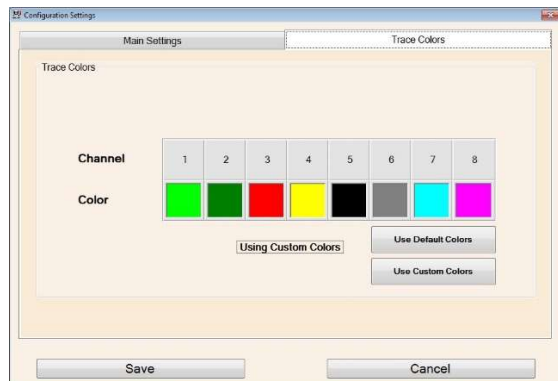 Configuration Settings
Main Settings
Trace Colors
Trace Colors
Channel 1 2 3 4 5 6 7 8
Color
Using Custom Colors
Use Default Colors
Use Custom Colors
Save
Cancel